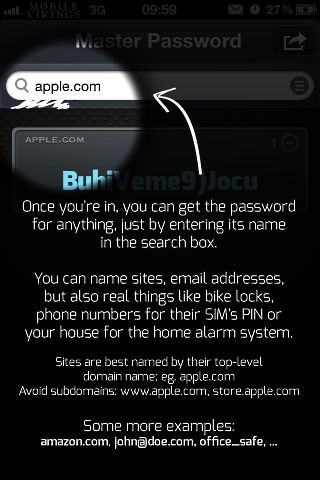 MOBILE
VIKINGS 3G 09:59 27%
Master Password
apple.com
APPLE.COM 1
BuhiVeme9)Jocu
Once you're in, you can get the password
for anything, just by entering its name
in the search box.
You can name sites, email addresses,
but also real things like bike locks,
phone numbers for their SIM's PIN or
your house for the home alarm system.
Sites are best named by their top-level
domain name: eg. apple.com
Avoid subdomains: www.apple.com, store.apple.com
Some more examples:
amazon.com, john@doe.com, office_safe, ...